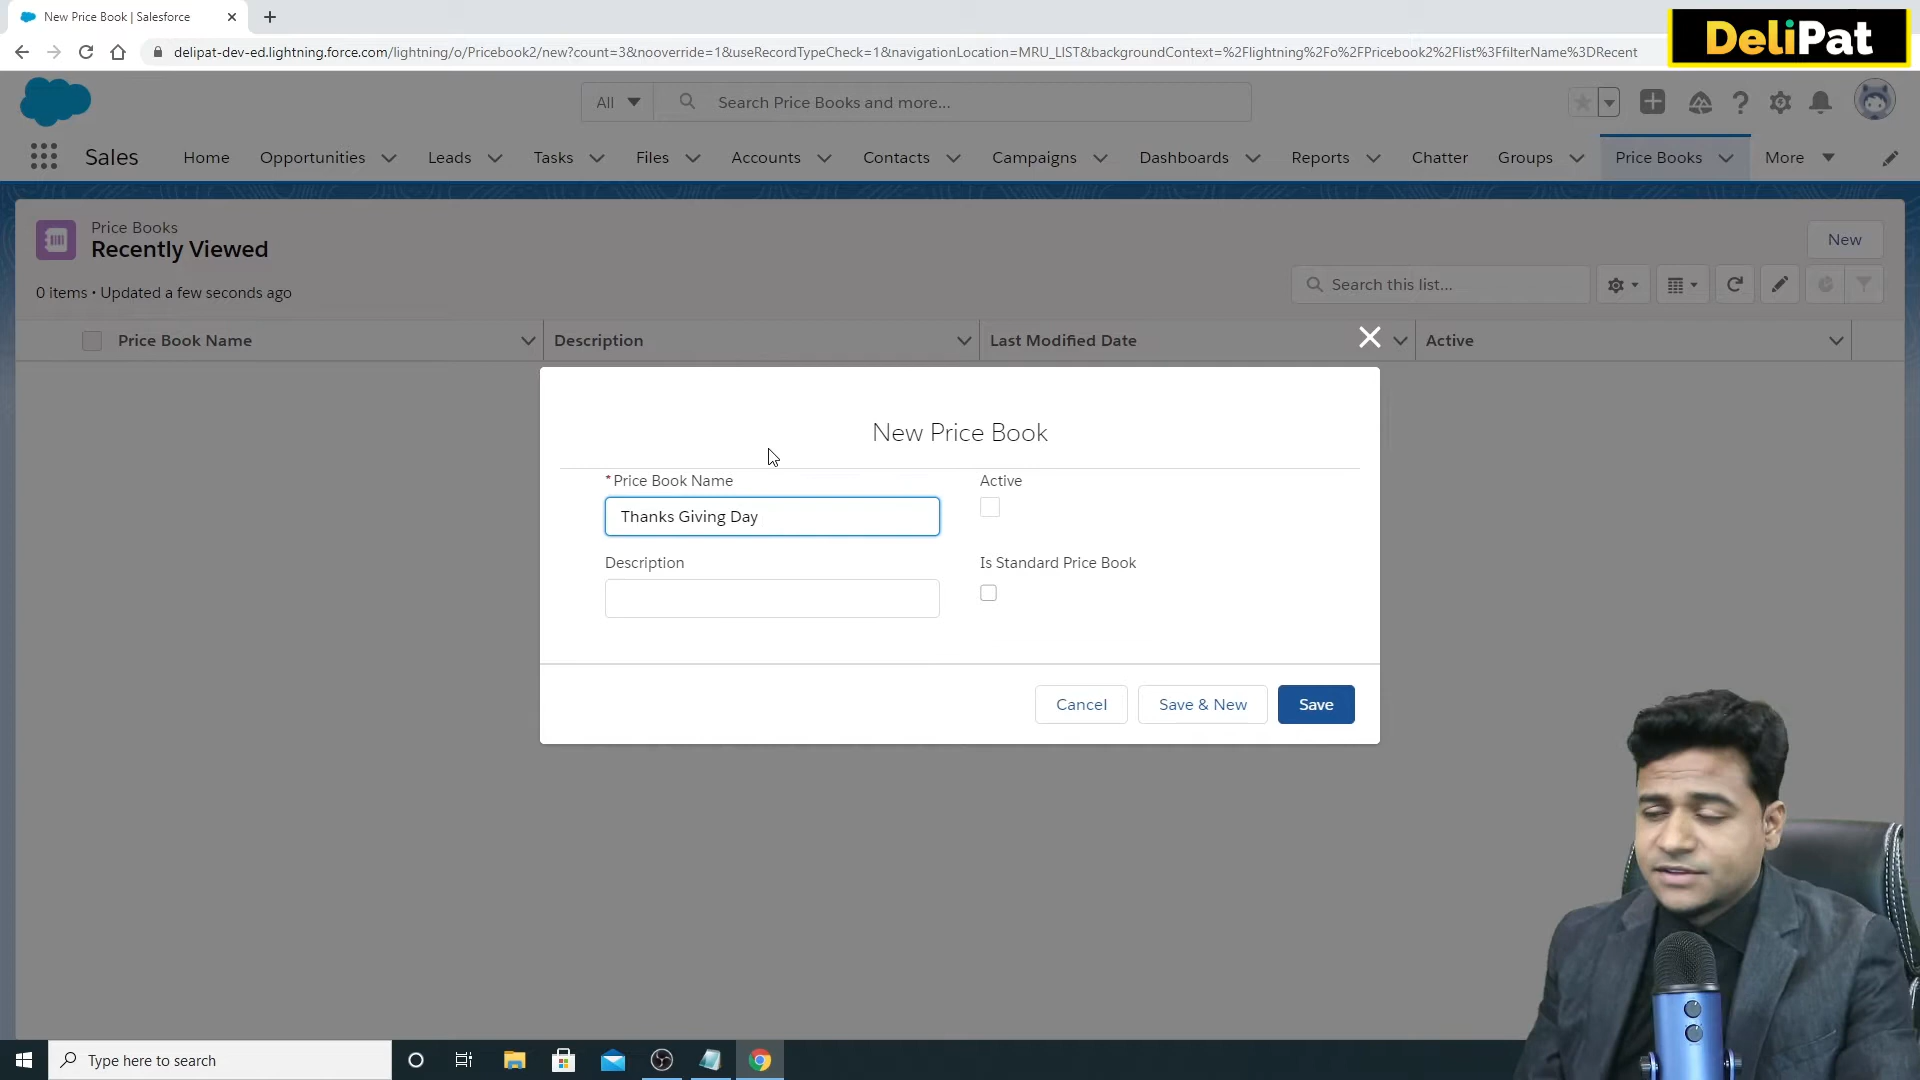 New Price Book | Salesforce
DeliPat
delipat-dev-ed.lightning.force.com/lightning/o/Pricebook2/new?count=3&nooverride=1&useRecordTypeCheck=1&navigationLocation=MRU_LIST&backgroundContext=%2Flightning%2Fo%2FPricebook2%2Flist%3FfilterName%3DRecent
All
Search Price Books and more...
Sales Home Opportunities Leads Tasks Files Accounts Contacts Campaigns Dashboards Reports Chatter Groups Price Books More
Price Books
Recently Viewed
New
0 items • Updated a few seconds ago
Search this list...
Price Book Name Description Last Modified Date Active
New Price Book
*Price Book Name
Active
Thanks Giving Day
Description
Is Standard Price Book
Cancel Save & New Save
Type here to search